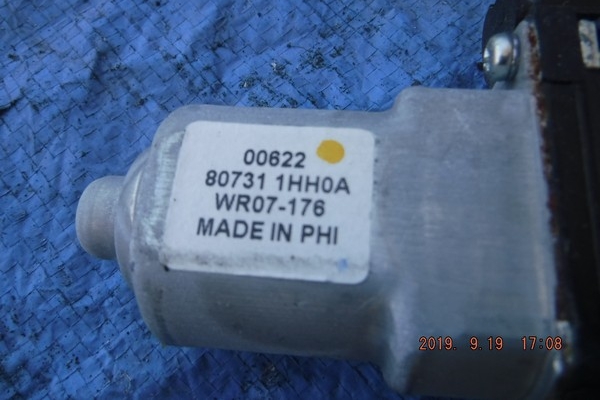 00622
80731 1HH0A
WR07-176
MADE IN PHI
2019. 9.19 17:08